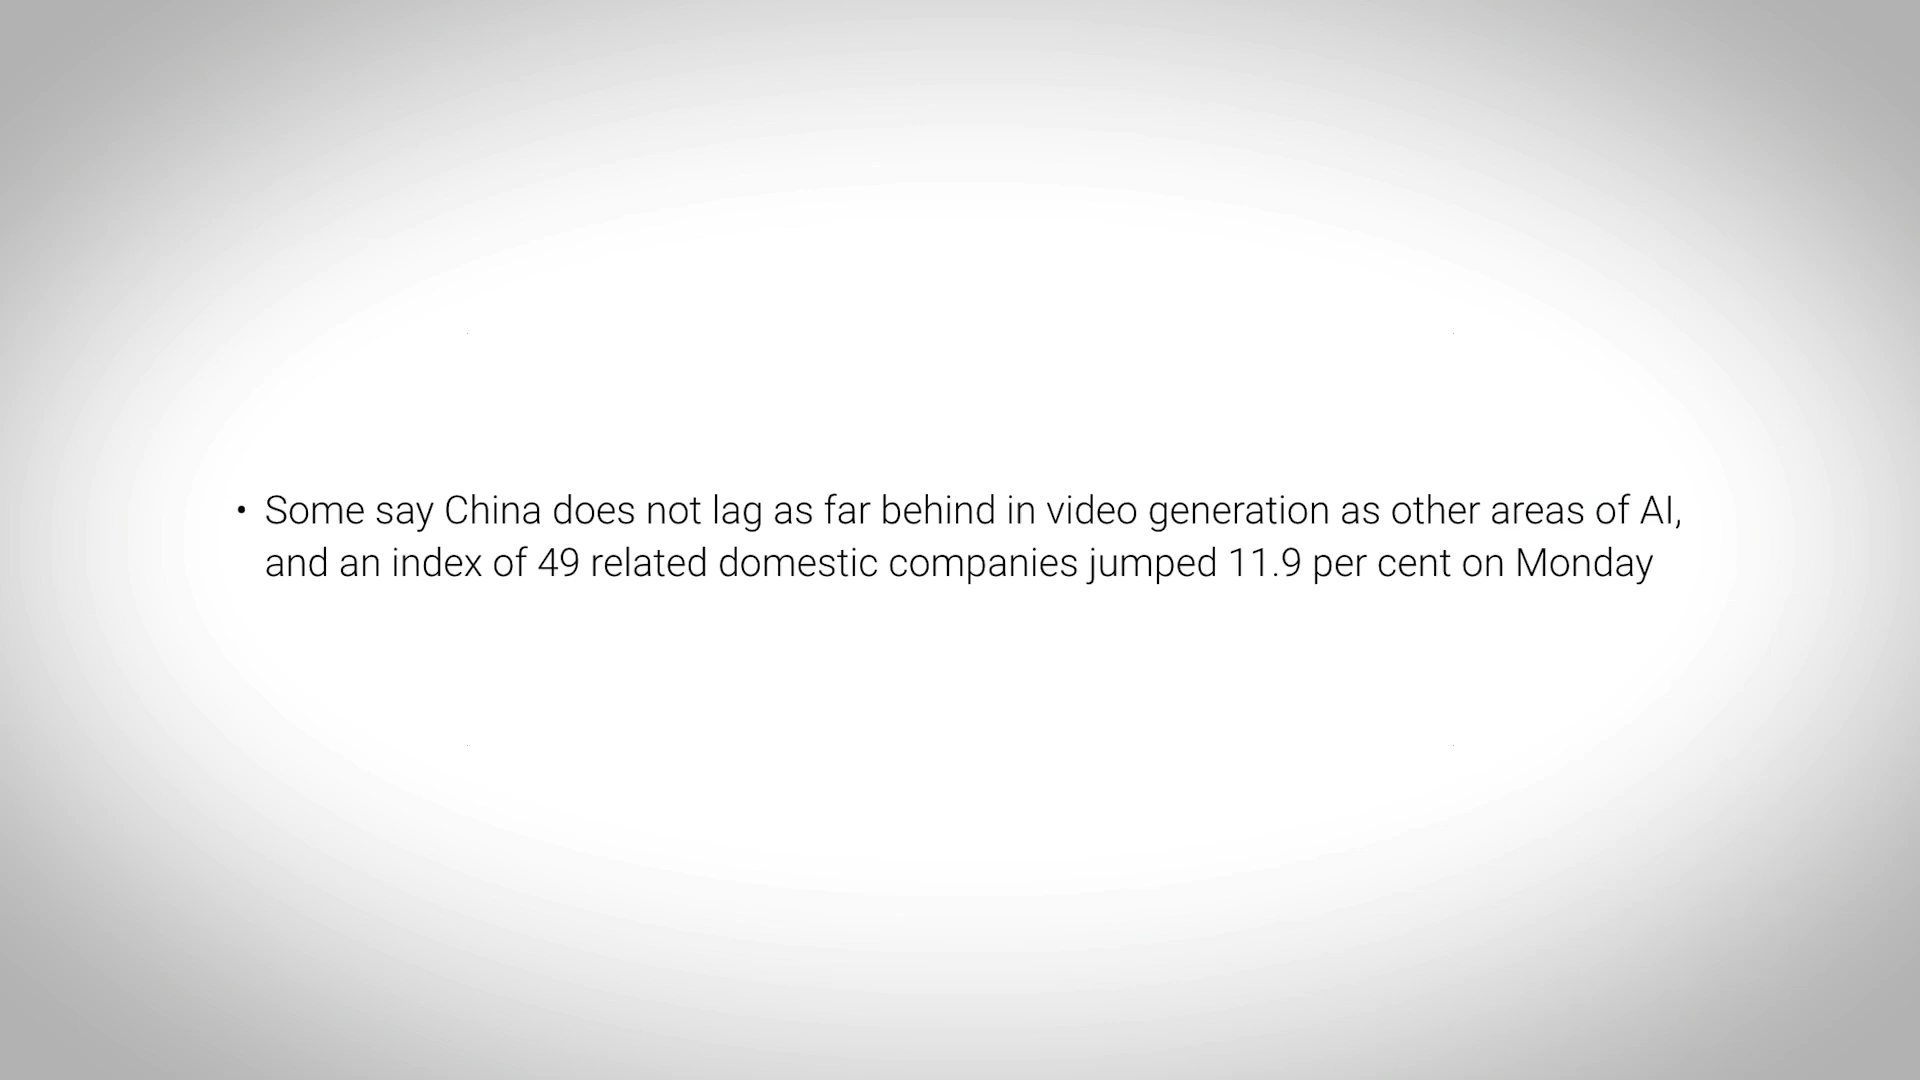 • Some say China does not lag as far behind in video generation as other areas of AI,
and an index of 49 related domestic companies jumped 11.9 per cent on Monday